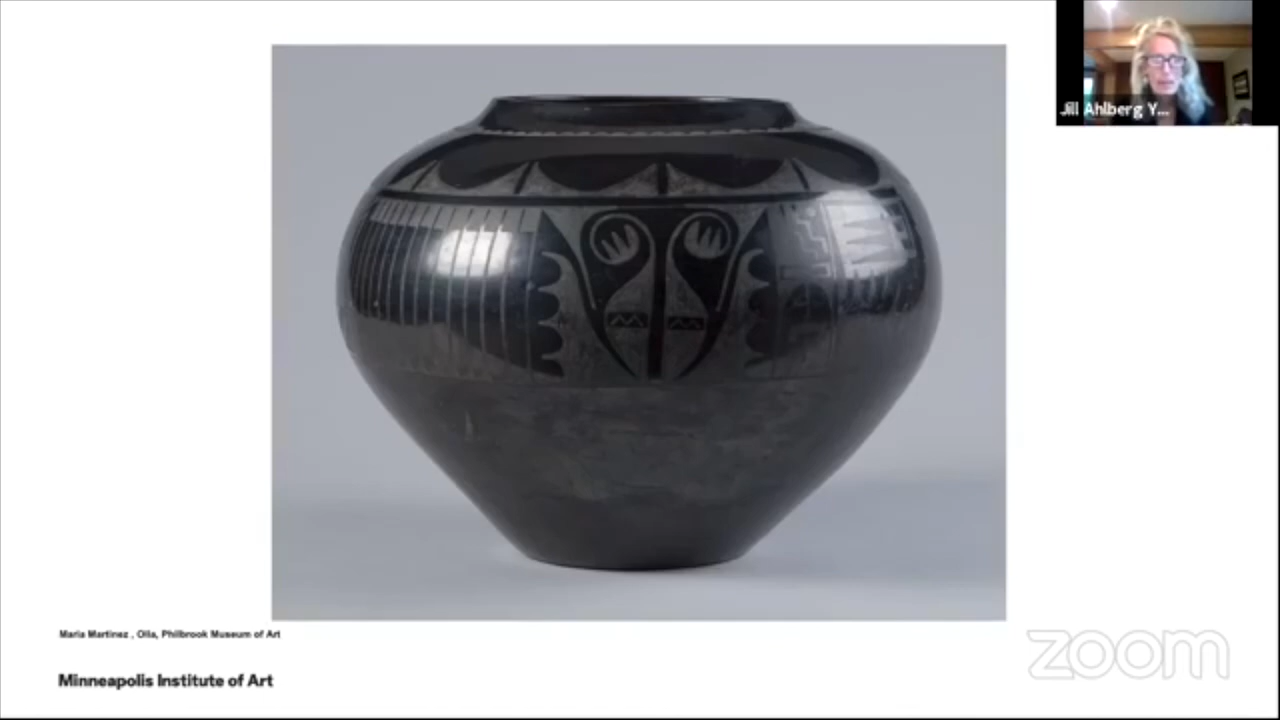 Jill Ahlberg Y...
Maria Martinez , Olla, Philbrook Museum of Art
Minneapolis Institute of Art
zoom